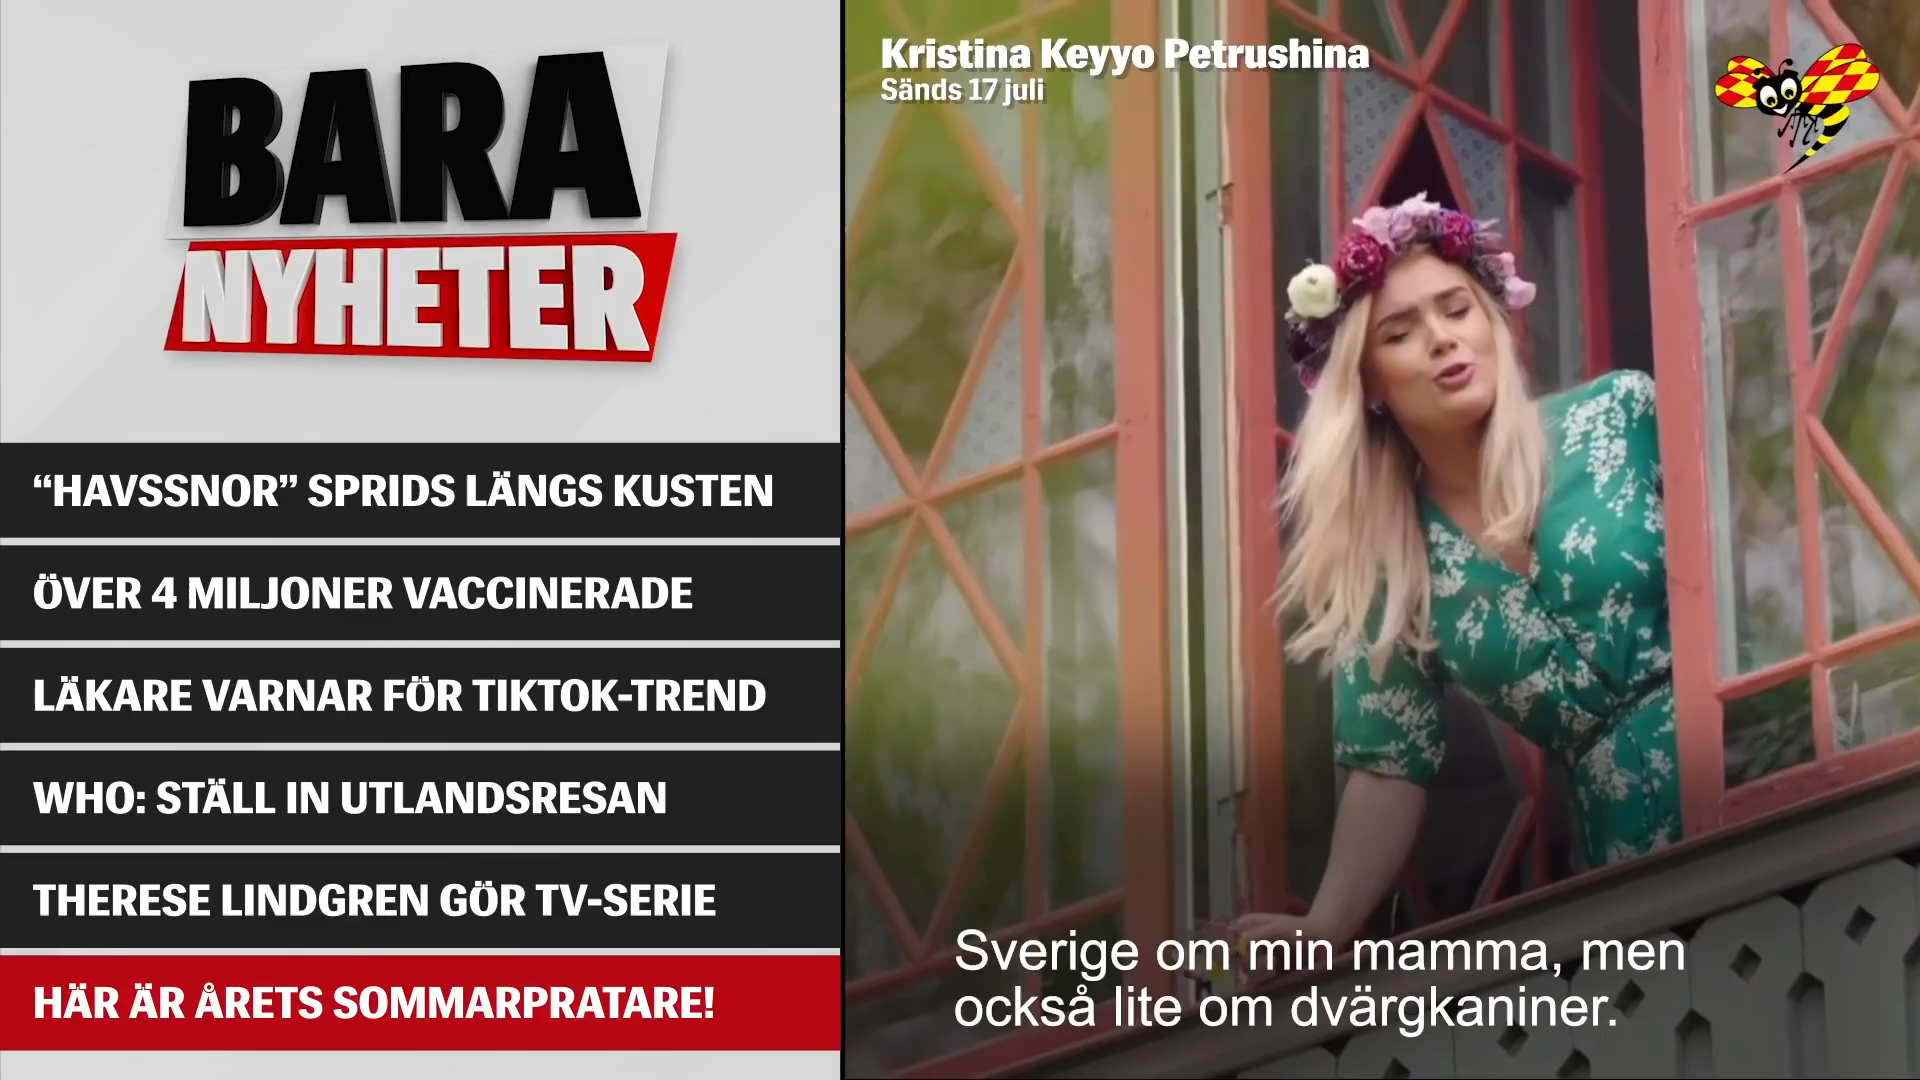 BARA
NYHETER
“HAVSSNOR” SPRIDS LÄNGS KUSTEN
ÖVER 4 MILJONER VACCINERADE
LÄKARE VARNAR FÖR TIKTOK-TREND
WHO: STÄLL IN UTLANDSRESAN
THERESE LINDGREN GÖR TV-SERIE
HÄR ÄR ÅRETS SOMMARPRATARE!
Kristina Keyyo Petrushina
Sänds 17 juli
Sverige om min mamma, men
också lite om dvärgkaniner.